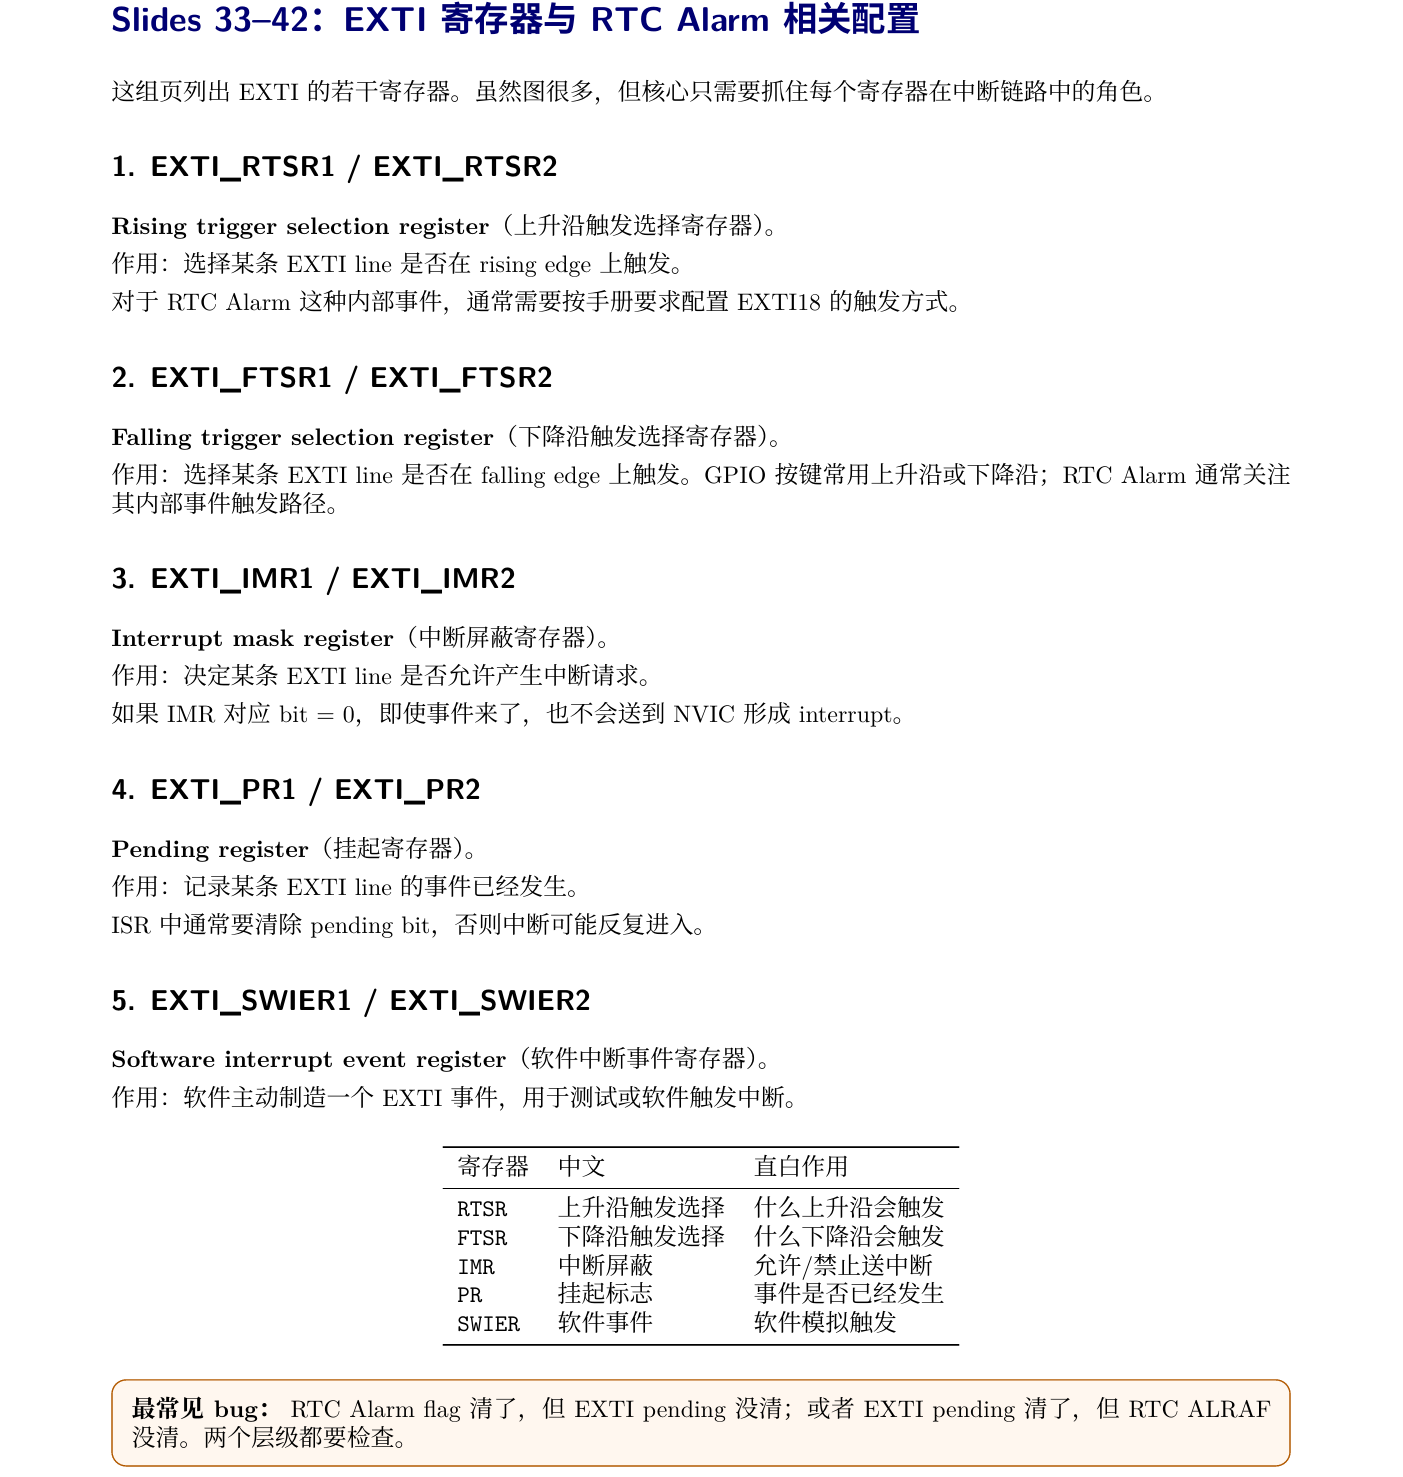 Slides 33–42：EXTI 寄存器与 RTC Alarm 相关配置
这组页列出 EXTI 的若干寄存器。虽然图很多，但核心只需要抓住每个寄存器在中断链路中的角色。
1. EXTI_RTSR1 / EXTI_RTSR2
Rising trigger selection register（上升沿触发选择寄存器）。
作用：选择某条 EXTI line 是否在 rising edge 上触发。
对于 RTC Alarm 这种内部事件，通常需要按手册要求配置 EXTI18 的触发方式。
2. EXTI_FTSR1 / EXTI_FTSR2
Falling trigger selection register（下降沿触发选择寄存器）。
作用：选择某条 EXTI line 是否在 falling edge 上触发。GPIO 按键常用上升沿或下降沿；RTC Alarm 通常关注
其内部事件触发路径。
3. EXTI_IMR1 / EXTI_IMR2
Interrupt mask register（中断屏蔽寄存器）。
作用：决定某条 EXTI line 是否允许产生中断请求。
如果 IMR 对应 bit = 0，即使事件来了，也不会送到 NVIC 形成 interrupt。
4. EXTI_PR1 / EXTI_PR2
Pending register（挂起寄存器）。
作用：记录某条 EXTI line 的事件已经发生。
ISR 中通常要清除 pending bit，否则中断可能反复进入。
5. EXTI_SWIER1 / EXTI_SWIER2
Software interrupt event register（软件中断事件寄存器）。
作用：软件主动制造一个 EXTI 事件，用于测试或软件触发中断。
寄存器 中文 直白作用
RTSR 上升沿触发选择 什么上升沿会触发
FTSR 下降沿触发选择 什么下降沿会触发
IMR 中断屏蔽 允许/禁止送中断
PR 挂起标志 事件是否已经发生
SWIER 软件事件 软件模拟触发
最常见 bug： RTC Alarm flag 清了，但 EXTI pending 没清；或者 EXTI pending 清了，但 RTC ALRAF
没清。两个层级都要检查。